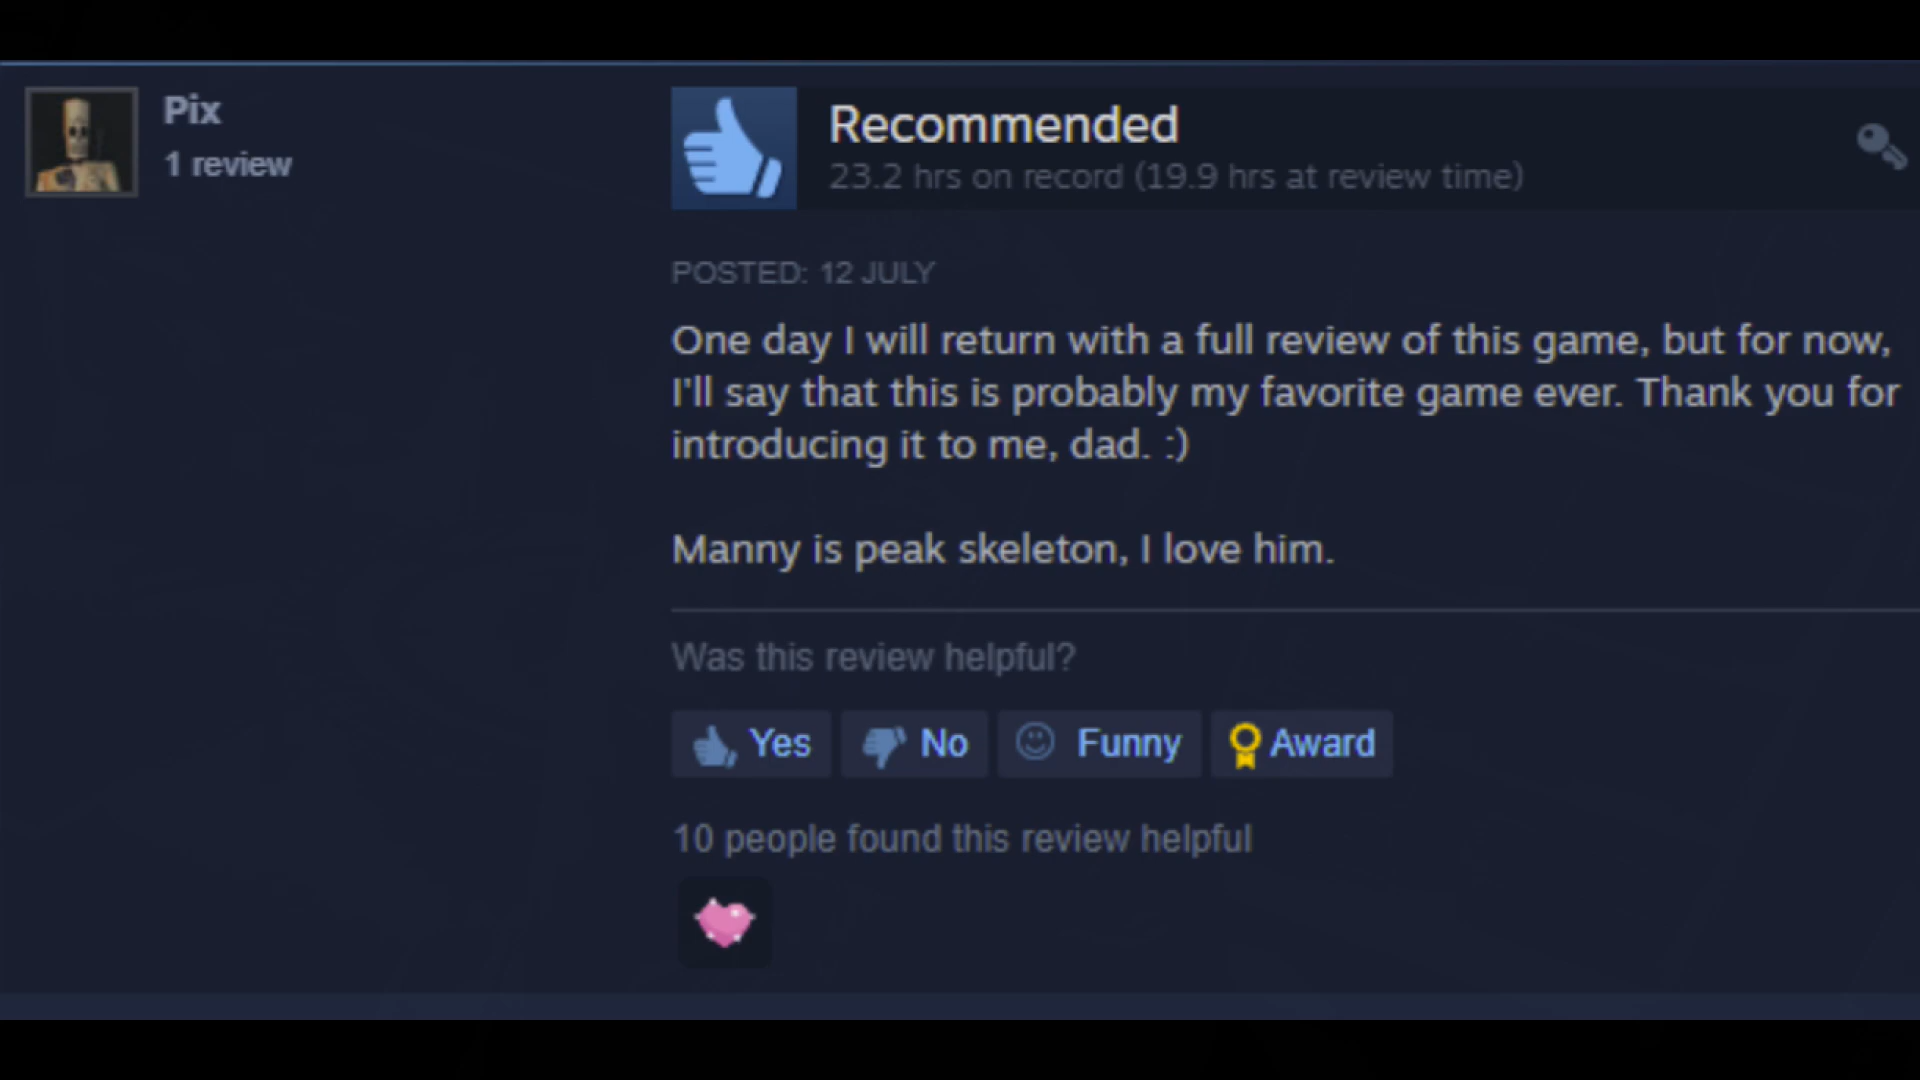 Pix
1 review
Recommended
23.2 hrs on record (19.9 hrs at review time)
POSTED: 12 JULY
One day I will return with a full review of this game, but for now,
I'll say that this is probably my favorite game ever. Thank you for
introducing it to me, dad. :)
Manny is peak skeleton, I love him.
Was this review helpful?
Yes No Funny Award
10 people found this review helpful